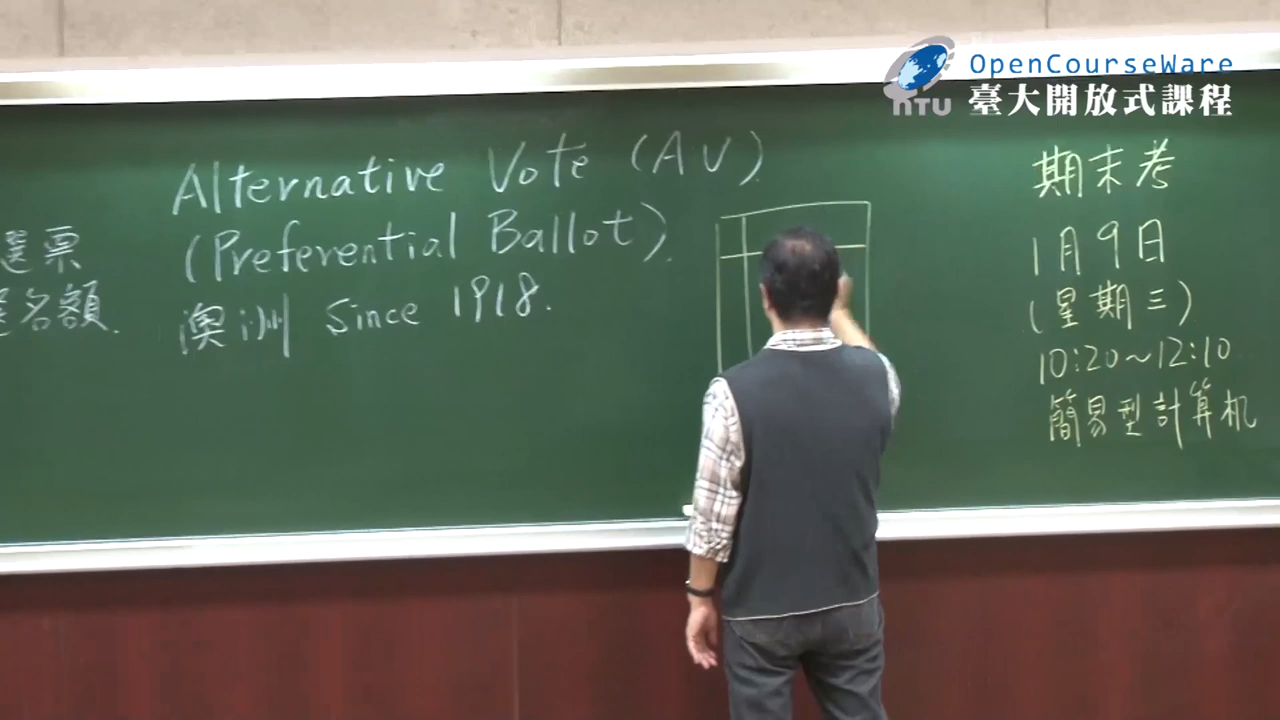 OpenCourseWare
NTU 臺大開放式課程
選票
名額.
Alternative Vote (AV).
(Preferential Ballot).
澳洲 Since 1918.
期末考
1月9日
(星期三)
10:20~12:10
簡易型計算机